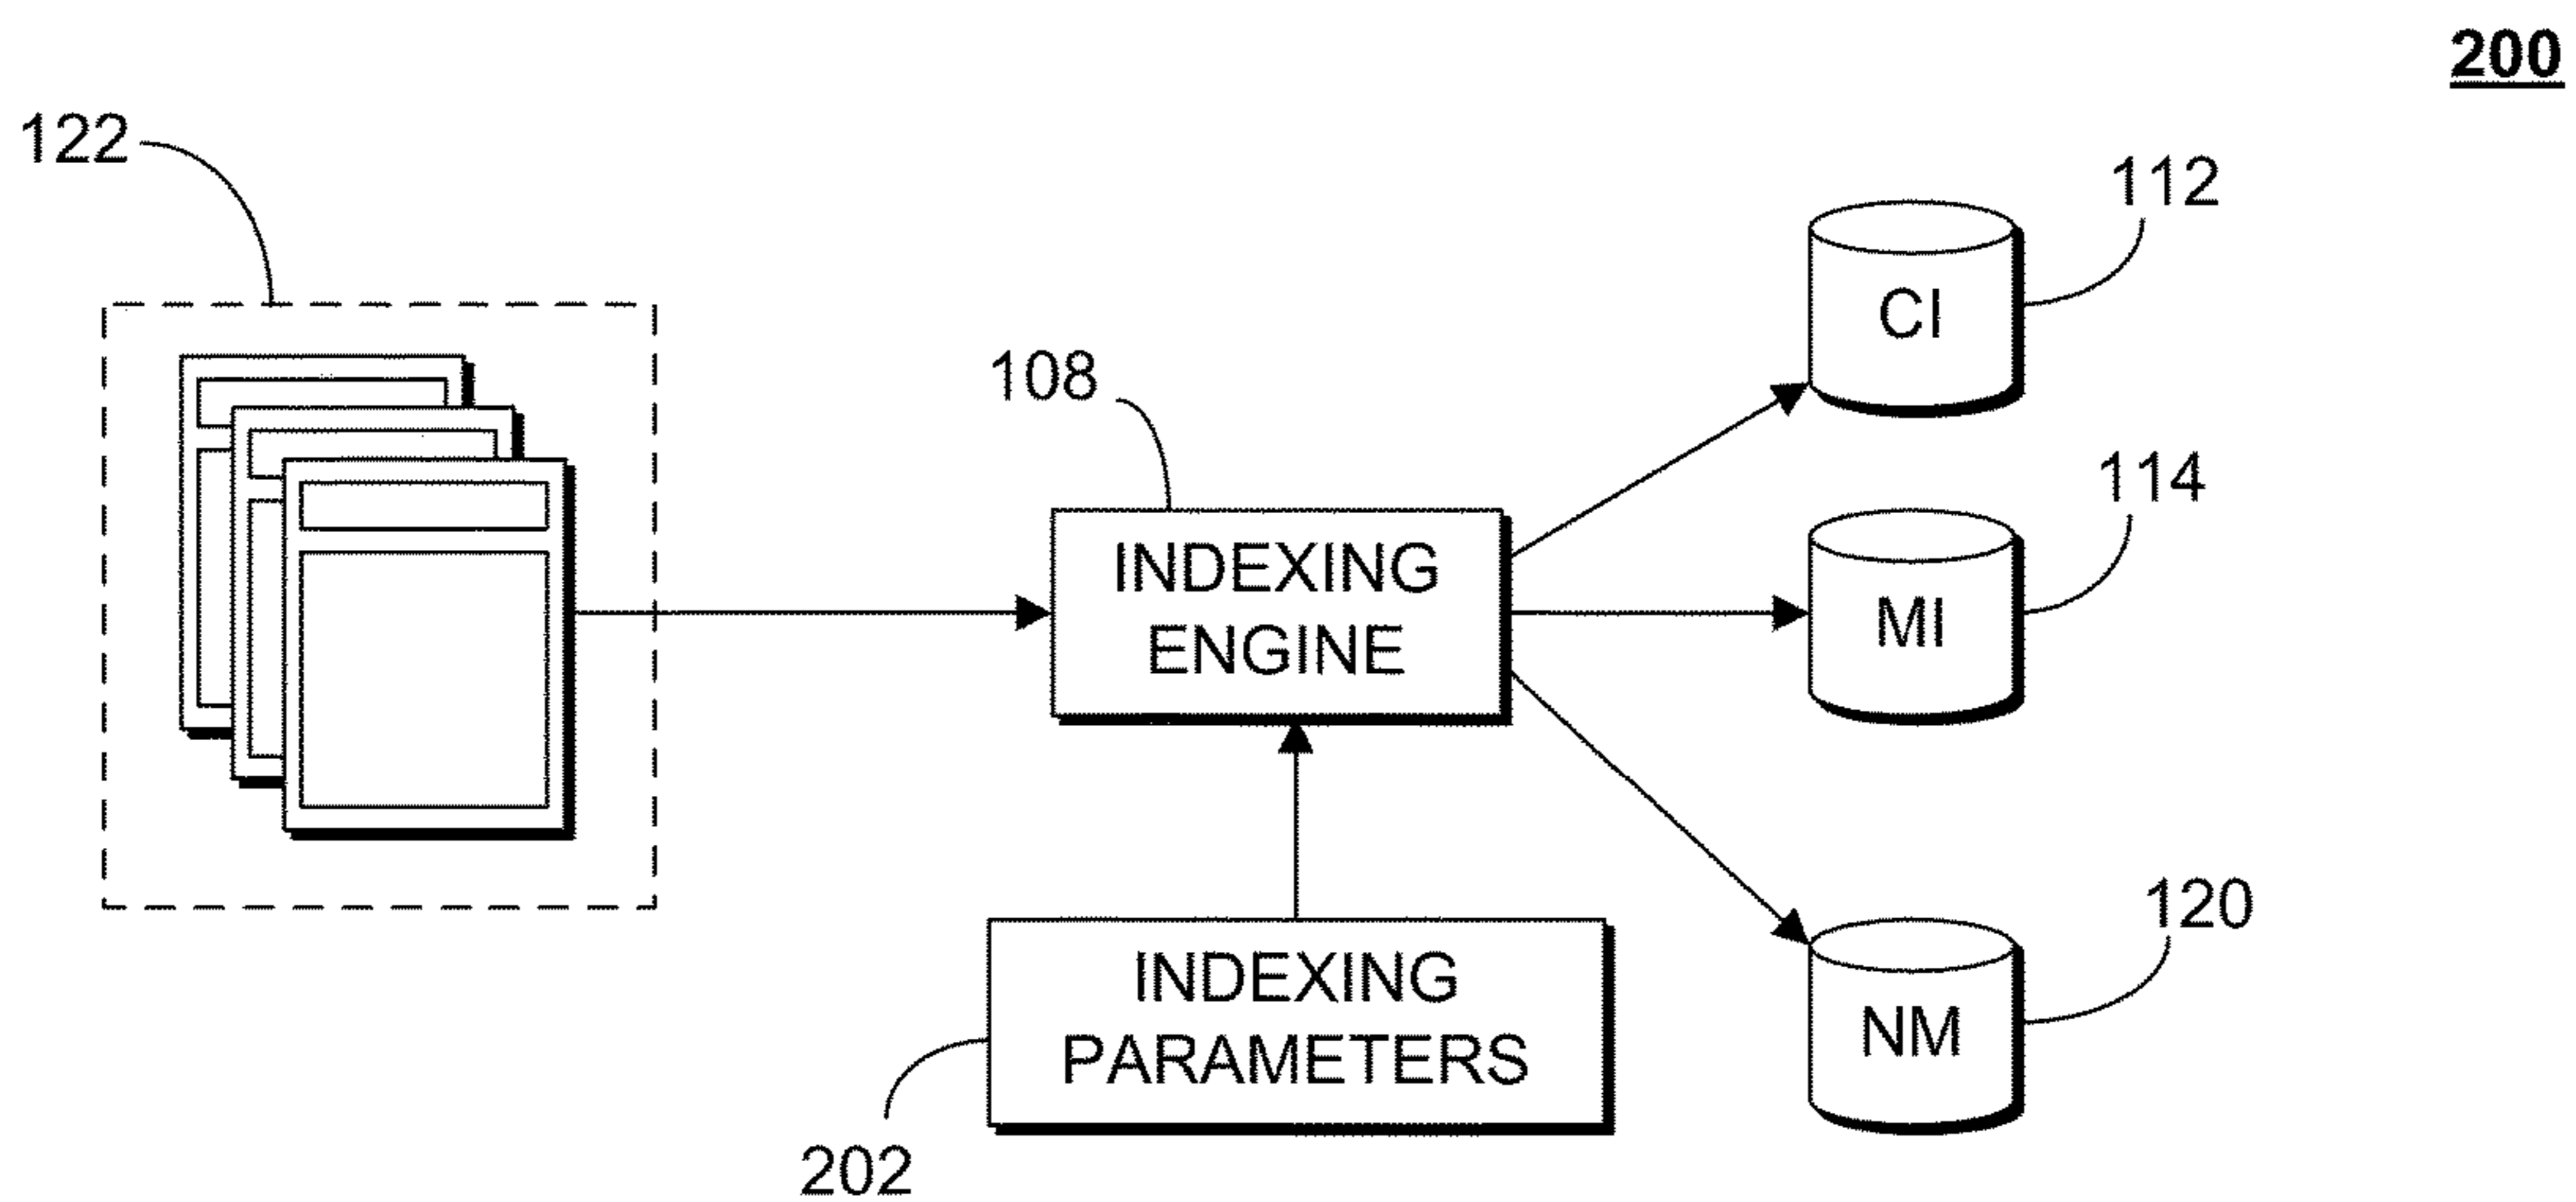 200
122
112
CI
108
114
INDEXING
ENGINE
MI
120
INDEXING
PARAMETERS
NM
202